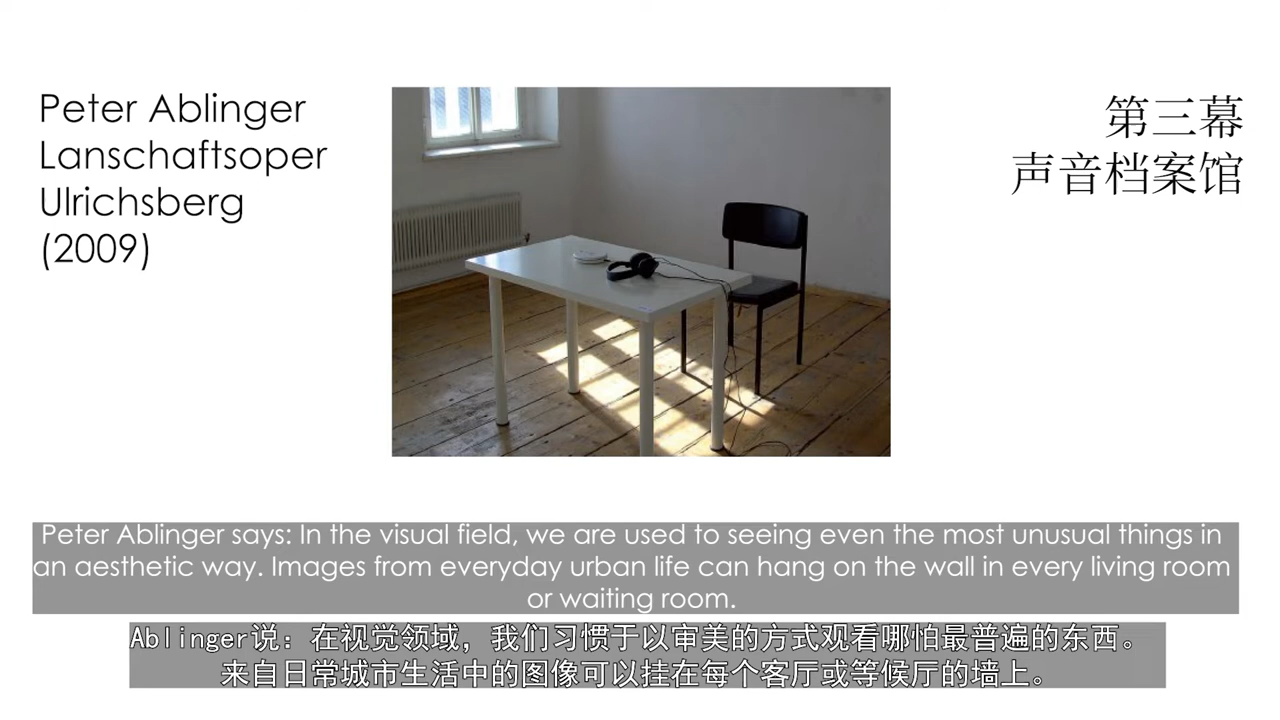 Peter Ablinger
Lanschaftsoper
Ulrichsberg
(2009)
第三幕
声音档案馆
Peter Ablinger says: In the visual field, we are used to seeing even the most unusual things in
an aesthetic way. Images from everyday urban life can hang on the wall in every living room
or waiting room.
Ablinger说：在视觉领域，我们习惯于以审美的方式观看哪怕最普遍的东西。
来自日常城市生活中的图像可以挂在每个客厅或等候厅的墙上。